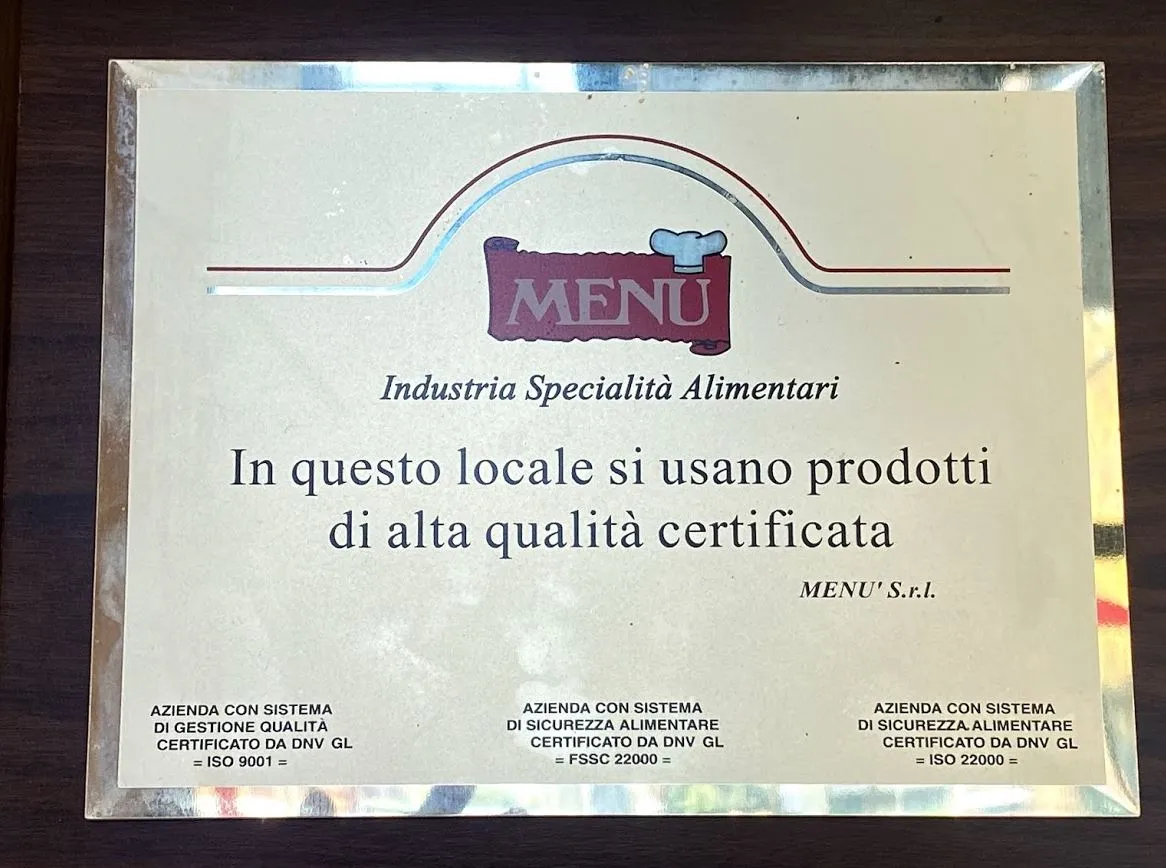 MENÙ
Industria Specialità Alimentari
In questo locale si usano prodotti
di alta qualità certificata
MENU' S.r.l.
AZIENDA CON SISTEMA
DI GESTIONE QUALITÀ
CERTIFICATO DA DNV GL
= ISO 9001 =
AZIENDA CON SISTEMA
DI SICUREZZA ALIMENTARE
CERTIFICATO DA DNV GL
= FSSC 22000 =
AZIENDA CON SISTEMA
DI SICUREZZA ALIMENTARE
CERTIFICATO DA DNV GL
= ISO 22000 =